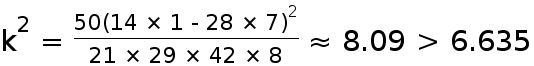 k² = 50(14 × 1 - 28 × 7)² / 21 × 29 × 42 × 8 ≈ 8.09 > 6.635